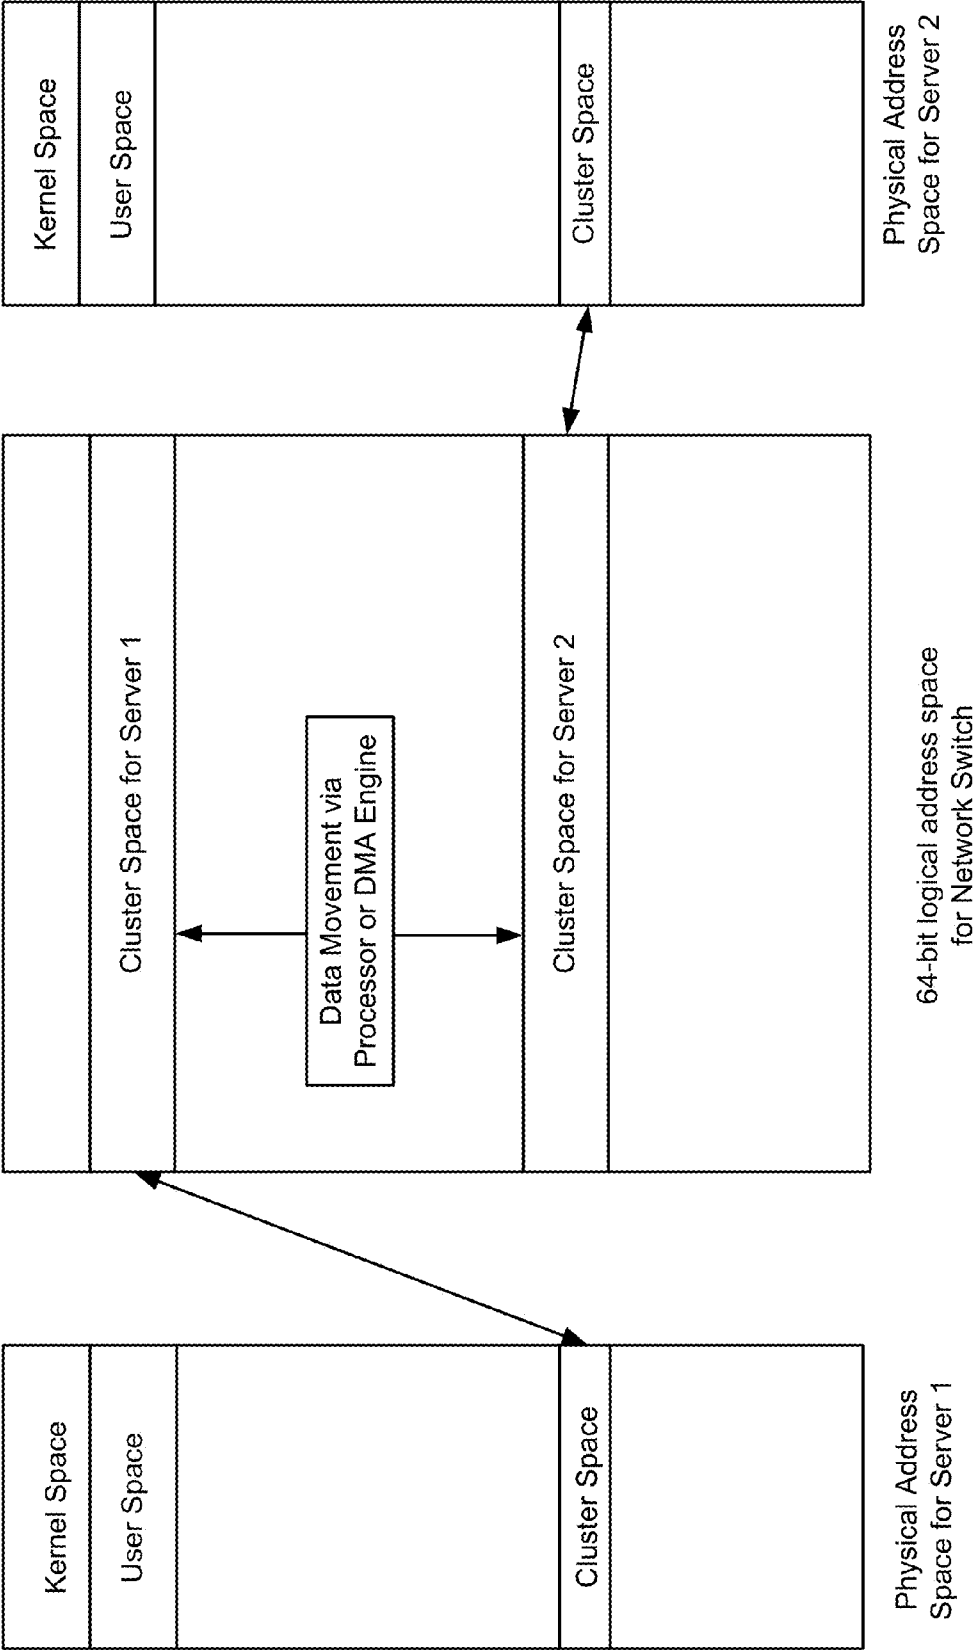 Kernel Space
User Space
Cluster Space
Physical Address
Space for Server 1
Cluster Space for Server 1
Data Movement via
Processor or DMA Engine
Cluster Space for Server 2
64-bit logical address space
for Network Switch
Kernel Space
User Space
Cluster Space
Physical Address
Space for Server 2